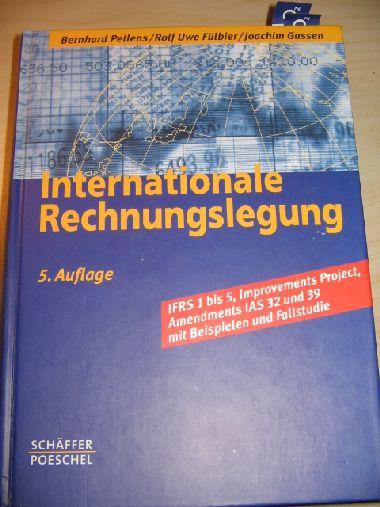 Bernhard Pellens/Rolf Uwe Fülbier/Joachim Gassen
Internationale
Rechnungslegung
5. Auflage
IFRS 1 bis 5, Improvements Project,
Amendments IAS 32 und 39
mit Beispielen und Fallstudie
SCHÄFFER
POESCHEL